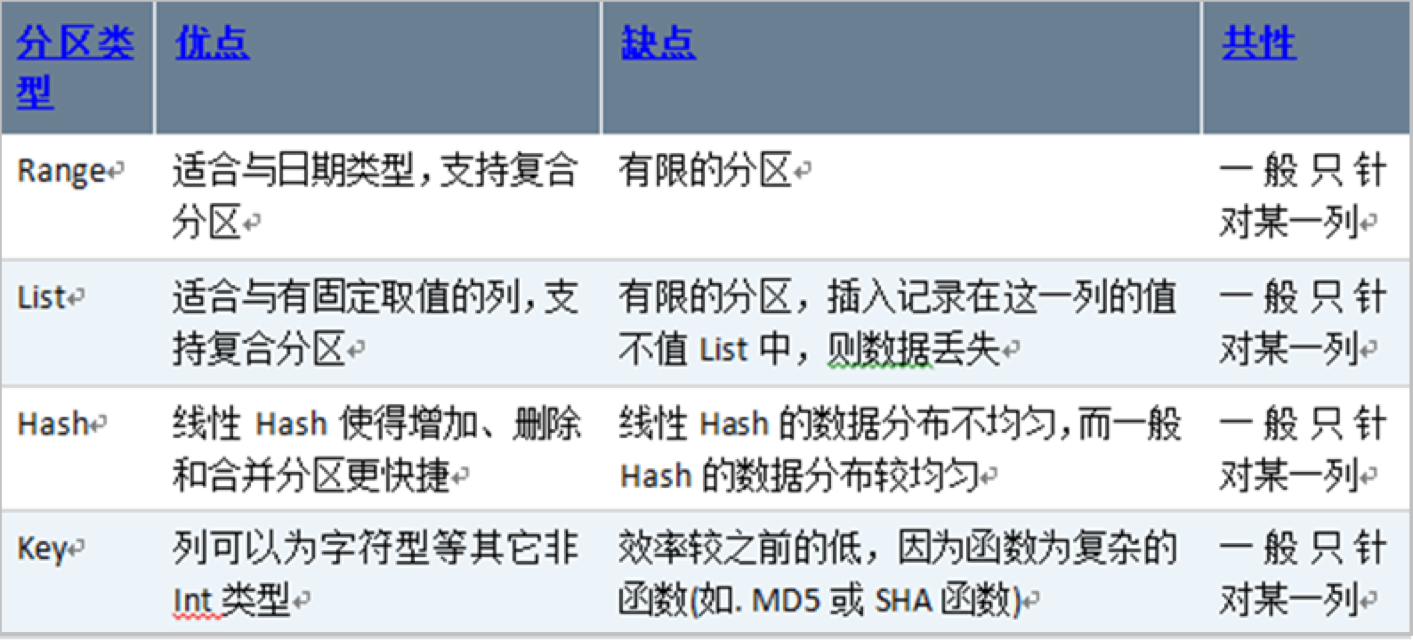 分区类型
优点
缺点
共性
Range
适合与日期类型，支持复合
分区
有限的分区
一般只针
对某一列
List
适合与有固定取值的列，支
持复合分区
有限的分区，插入记录在这一列的值
不值 List 中，则数据丢失
一般只针
对某一列
Hash
线性 Hash 使得增加、删除
和合并分区更快捷
线性 Hash 的数据分布不均匀，而一般
Hash 的数据分布较均匀
一般只针
对某一列
Key
列可以为字符型等其它非
Int 类型
效率较之前的低，因为函数为复杂的
函数(如. MD5 或 SHA 函数)
一般只针
对某一列